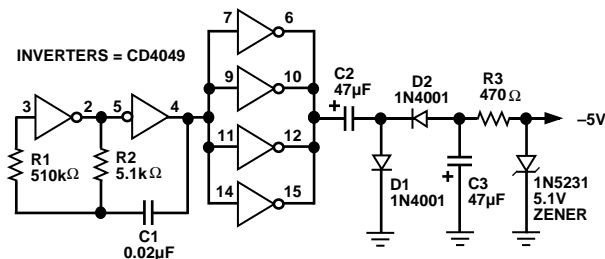 INVERTERS = CD4049
7
6
9
10
11
12
14
15
3
2
5
4
R1
510kΩ
R2
5.1kΩ
C1
0.02µF
C2
47µF
+
D1
1N4001
D2
1N4001
C3
47µF
+
R3
470Ω
–5V
1N5231
5.1V
ZENER